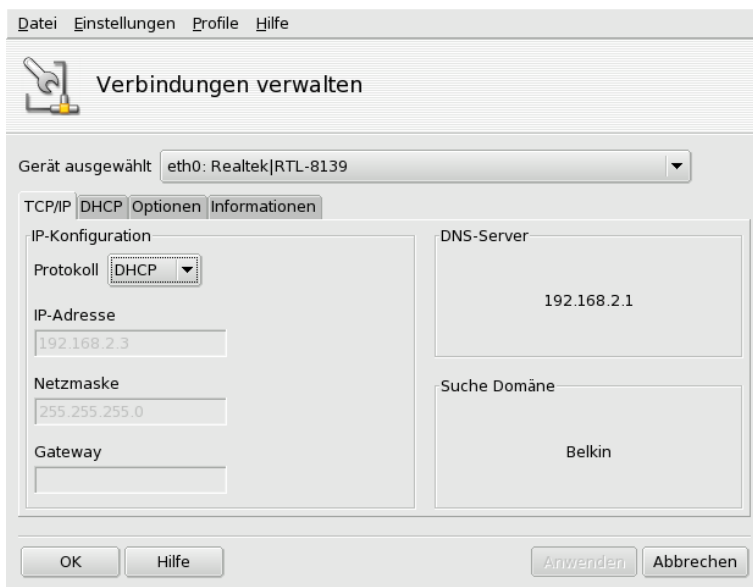 Datei Einstellungen Profile Hilfe
Verbindungen verwalten
Gerät ausgewählt eth0: Realtek|RTL-8139
TCP/IP DHCP Optionen Informationen
IP-Konfiguration
Protokoll DHCP
IP-Adresse
192.168.2.3
Netzmaske
255.255.255.0
Gateway
DNS-Server
192.168.2.1
Suche Domäne
Belkin
OK Hilfe Anwenden Abbrechen